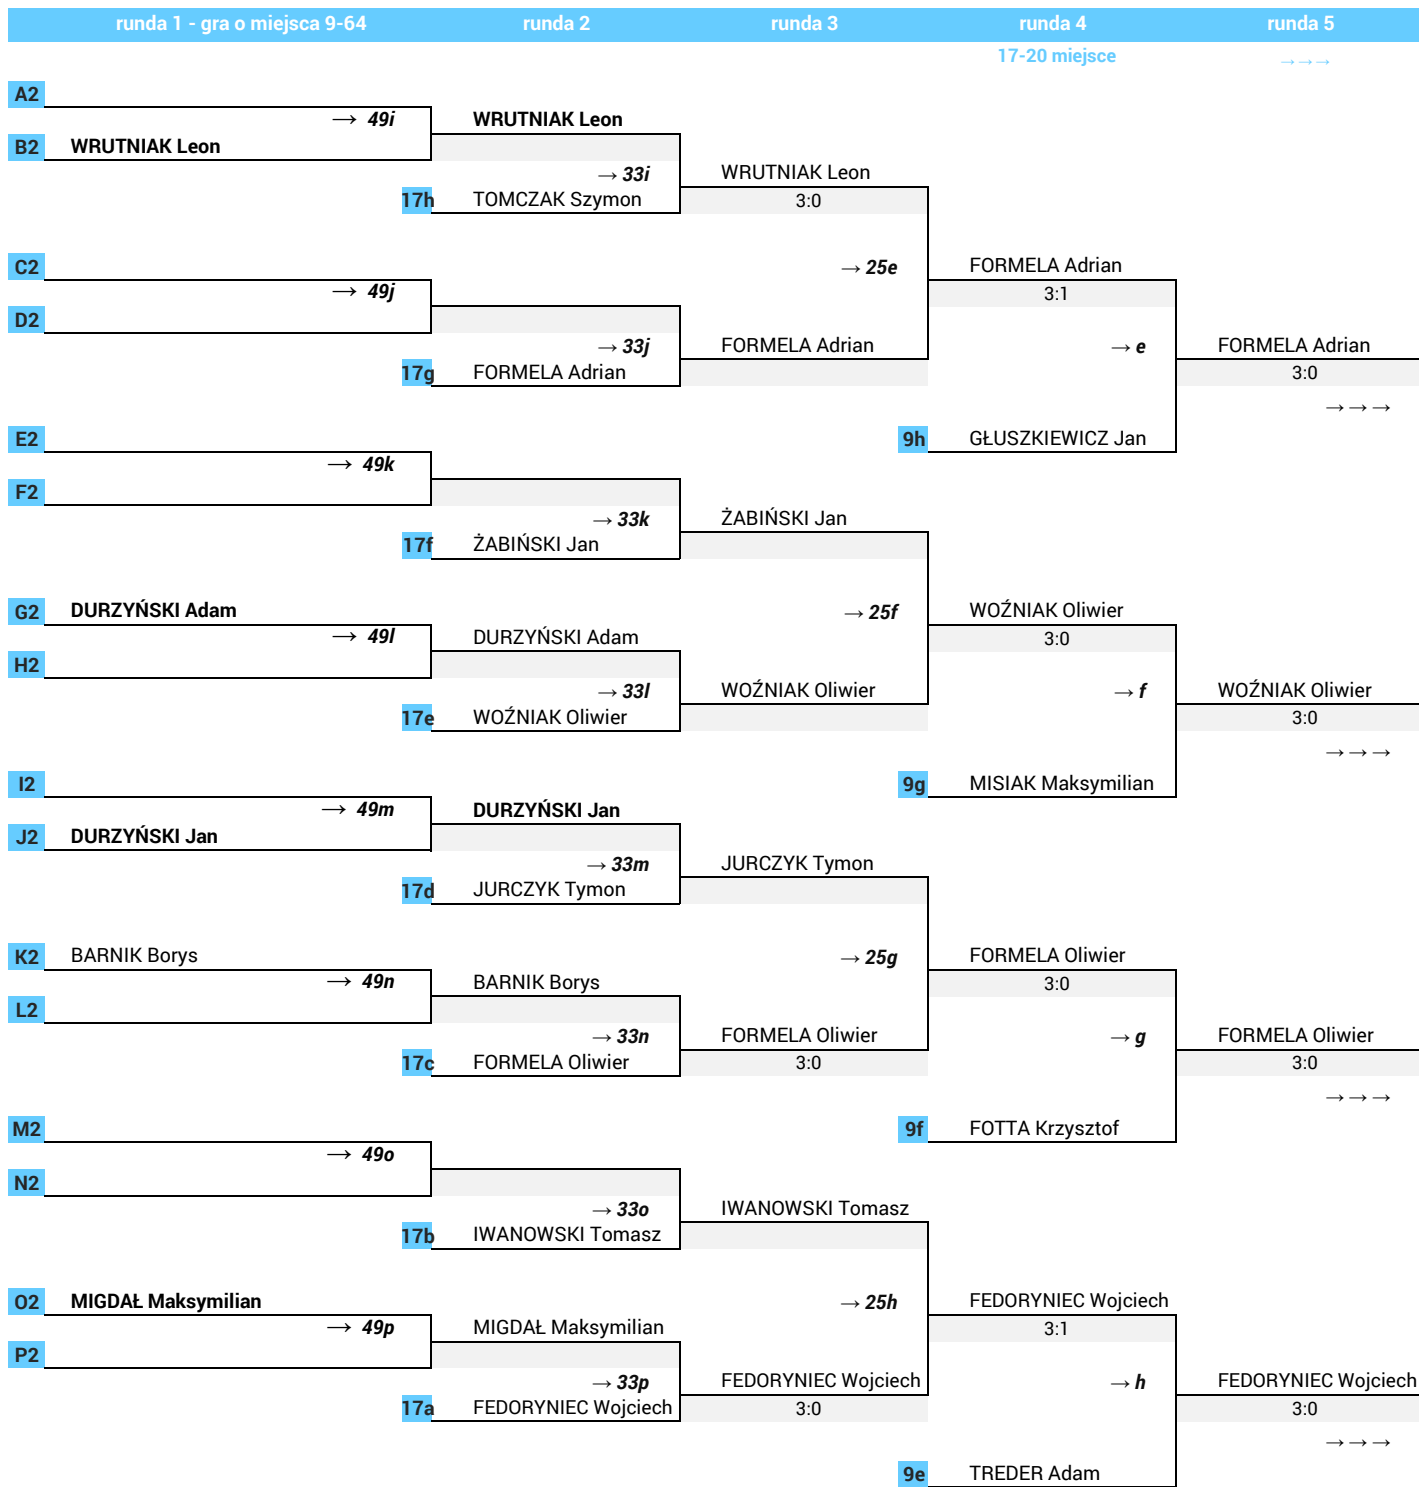 runda 1 - gra o miejsca 9-64 runda 2 runda 3 runda 4 runda 5
17-20 miejsce →→→
A2
→ 49i WRUTNIAK Leon
B2 WRUTNIAK Leon
→ 33i WRUTNIAK Leon
17h TOMCZAK Szymon 3:0
C2 → 25e FORMELA Adrian
→ 49j 3:1
D2
→ 33j FORMELA Adrian → e FORMELA Adrian
17g FORMELA Adrian 3:0
→→→
E2 9h GŁUSZKIEWICZ Jan
→ 49k
F2
→ 33k ŻABIŃSKI Jan
17f ŻABIŃSKI Jan
G2 DURZYŃSKI Adam → 25f WOŹNIAK Oliwier
→ 49l DURZYŃSKI Adam 3:0
H2
→ 33l WOŹNIAK Oliwier → f WOŹNIAK Oliwier
17e WOŹNIAK Oliwier 3:0
→→→
I2 9g MISIAK Maksymilian
→ 49m DURZYŃSKI Jan
J2 DURZYŃSKI Jan
→ 33m JURCZYK Tymon
17d JURCZYK Tymon
K2 BARNIK Borys → 25g FORMELA Oliwier
→ 49n BARNIK Borys 3:0
L2
→ 33n FORMELA Oliwier → g FORMELA Oliwier
17c FORMELA Oliwier 3:0 3:0
→→→
M2 9f FOTTA Krzysztof
→ 49o
N2
→ 33o IWANOWSKI Tomasz
17b IWANOWSKI Tomasz
O2 MIGDAŁ Maksymilian → 25h FEDORYNIEC Wojciech
→ 49p MIGDAŁ Maksymilian 3:1
P2
→ 33p FEDORYNIEC Wojciech → h FEDORYNIEC Wojciech
17a FEDORYNIEC Wojciech 3:0 3:0
→→→
9e TREDER Adam